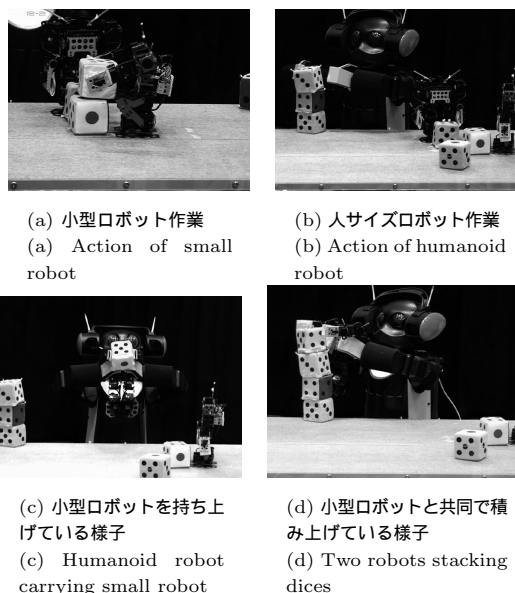 (a) 小型ロボット作業
(a) Action of small
robot
(b) 人サイズロボット作業
(b) Action of humanoid
robot
(c) 小型ロボットを持ち上
げている様子
(c) Humanoid robot
carrying small robot
(d) 小型ロボットと共同で積
み上げている様子
(d) Two robots stacking
dices